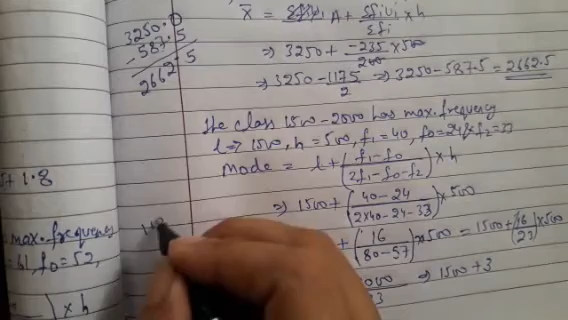 x̄ = A + Σfiui/Σfi × h
3250.0
- 587.5
2662.5
⇒ 3250 + -235/200 × 500
⇒ 3250 - 1175/2 ⇒ 3250 - 587.5 = 2662.5
The class 1500-2000 has max. frequency
l ⇒ 1500, h = 500, f1 = 40, f0 = 24, f2 = 33
Mode = l + (f1-f0/2f1-f0-f2) × h
⇒ 1500 + (40-24/2×40-24-33) × 500
+ (16/80-57) × 500 = 1500 + (16/23) × 500
⇒ 1500 + 3
1.8
max. frequency
= 61, f0 = 52,
) × h